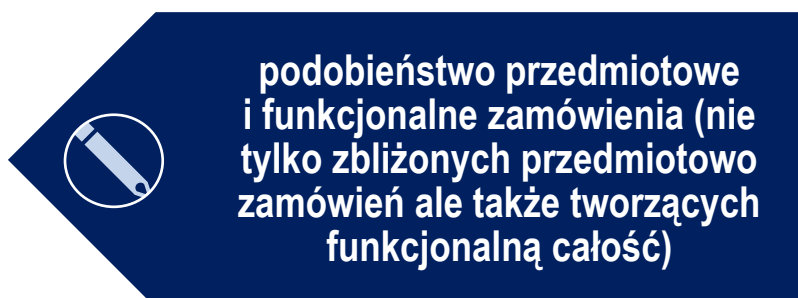 podobieństwo przedmiotowe
i funkcjonalne zamówienia (nie
tylko zbliżonych przedmiotowo
zamówień ale także tworzących
funkcjonalną całość)